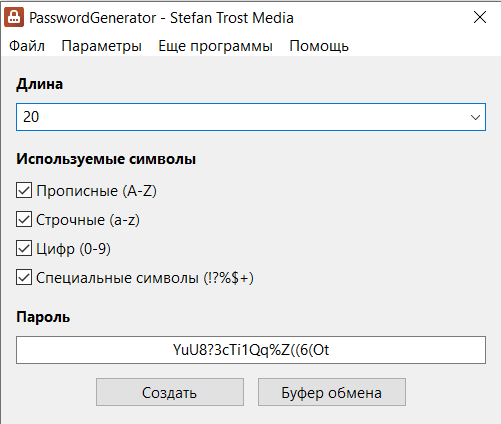 PasswordGenerator - Stefan Trost Media
Файл Параметры Еще программы Помощь
Длина
20
Используемые символы
Прописные (A-Z)
Строчные (a-z)
Цифр (0-9)
Специальные символы (!?%$+)
Пароль
YuU8?3cTi1Qq%Z((6(Ot
Создать Буфер обмена